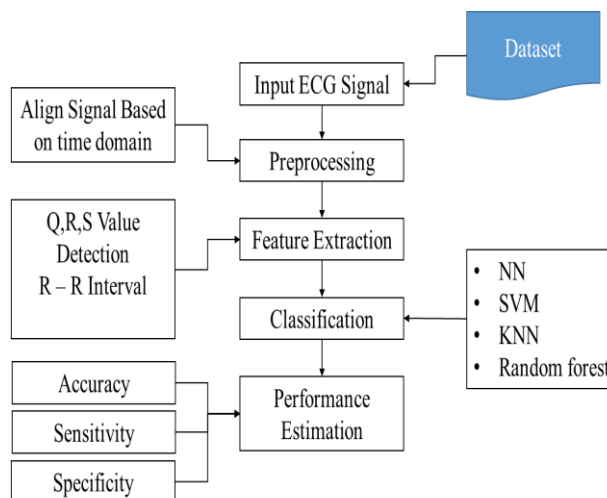 Dataset
Input ECG Signal
Align Signal Based
on time domain
Preprocessing
Q,R,S Value
Detection
R – R Interval
Feature Extraction
• NN
• SVM
• KNN
• Random forest
Classification
Accuracy
Sensitivity
Specificity
Performance
Estimation